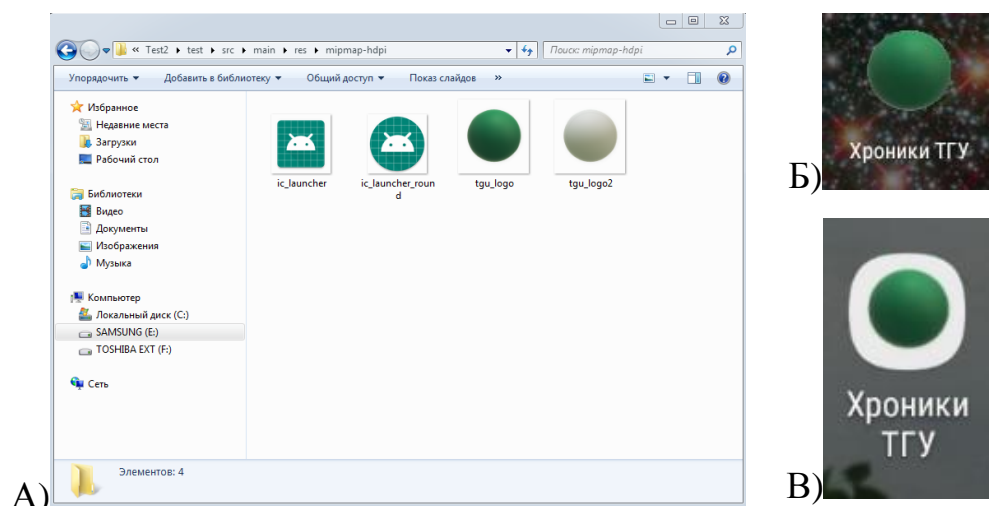 « Test2 ▸ test ▸ src ▸ main ▸ res ▸ mipmap-hdpi
Поиск: mipmap-hdpi
Упорядочить ▾ Добавить в библиотеку ▾ Общий доступ ▾ Показ слайдов »
Избранное
Недавние места
Загрузки
Рабочий стол
Библиотеки
Видео
Документы
Изображения
Музыка
Компьютер
Локальный диск (C:)
SAMSUNG (E:)
TOSHIBA EXT (F:)
Сеть
ic_launcher
ic_launcher_roun
d
tgu_logo
tgu_logo2
Элементов: 4
А)
Хроники ТГУ
Б)
Хроники
ТГУ
В)